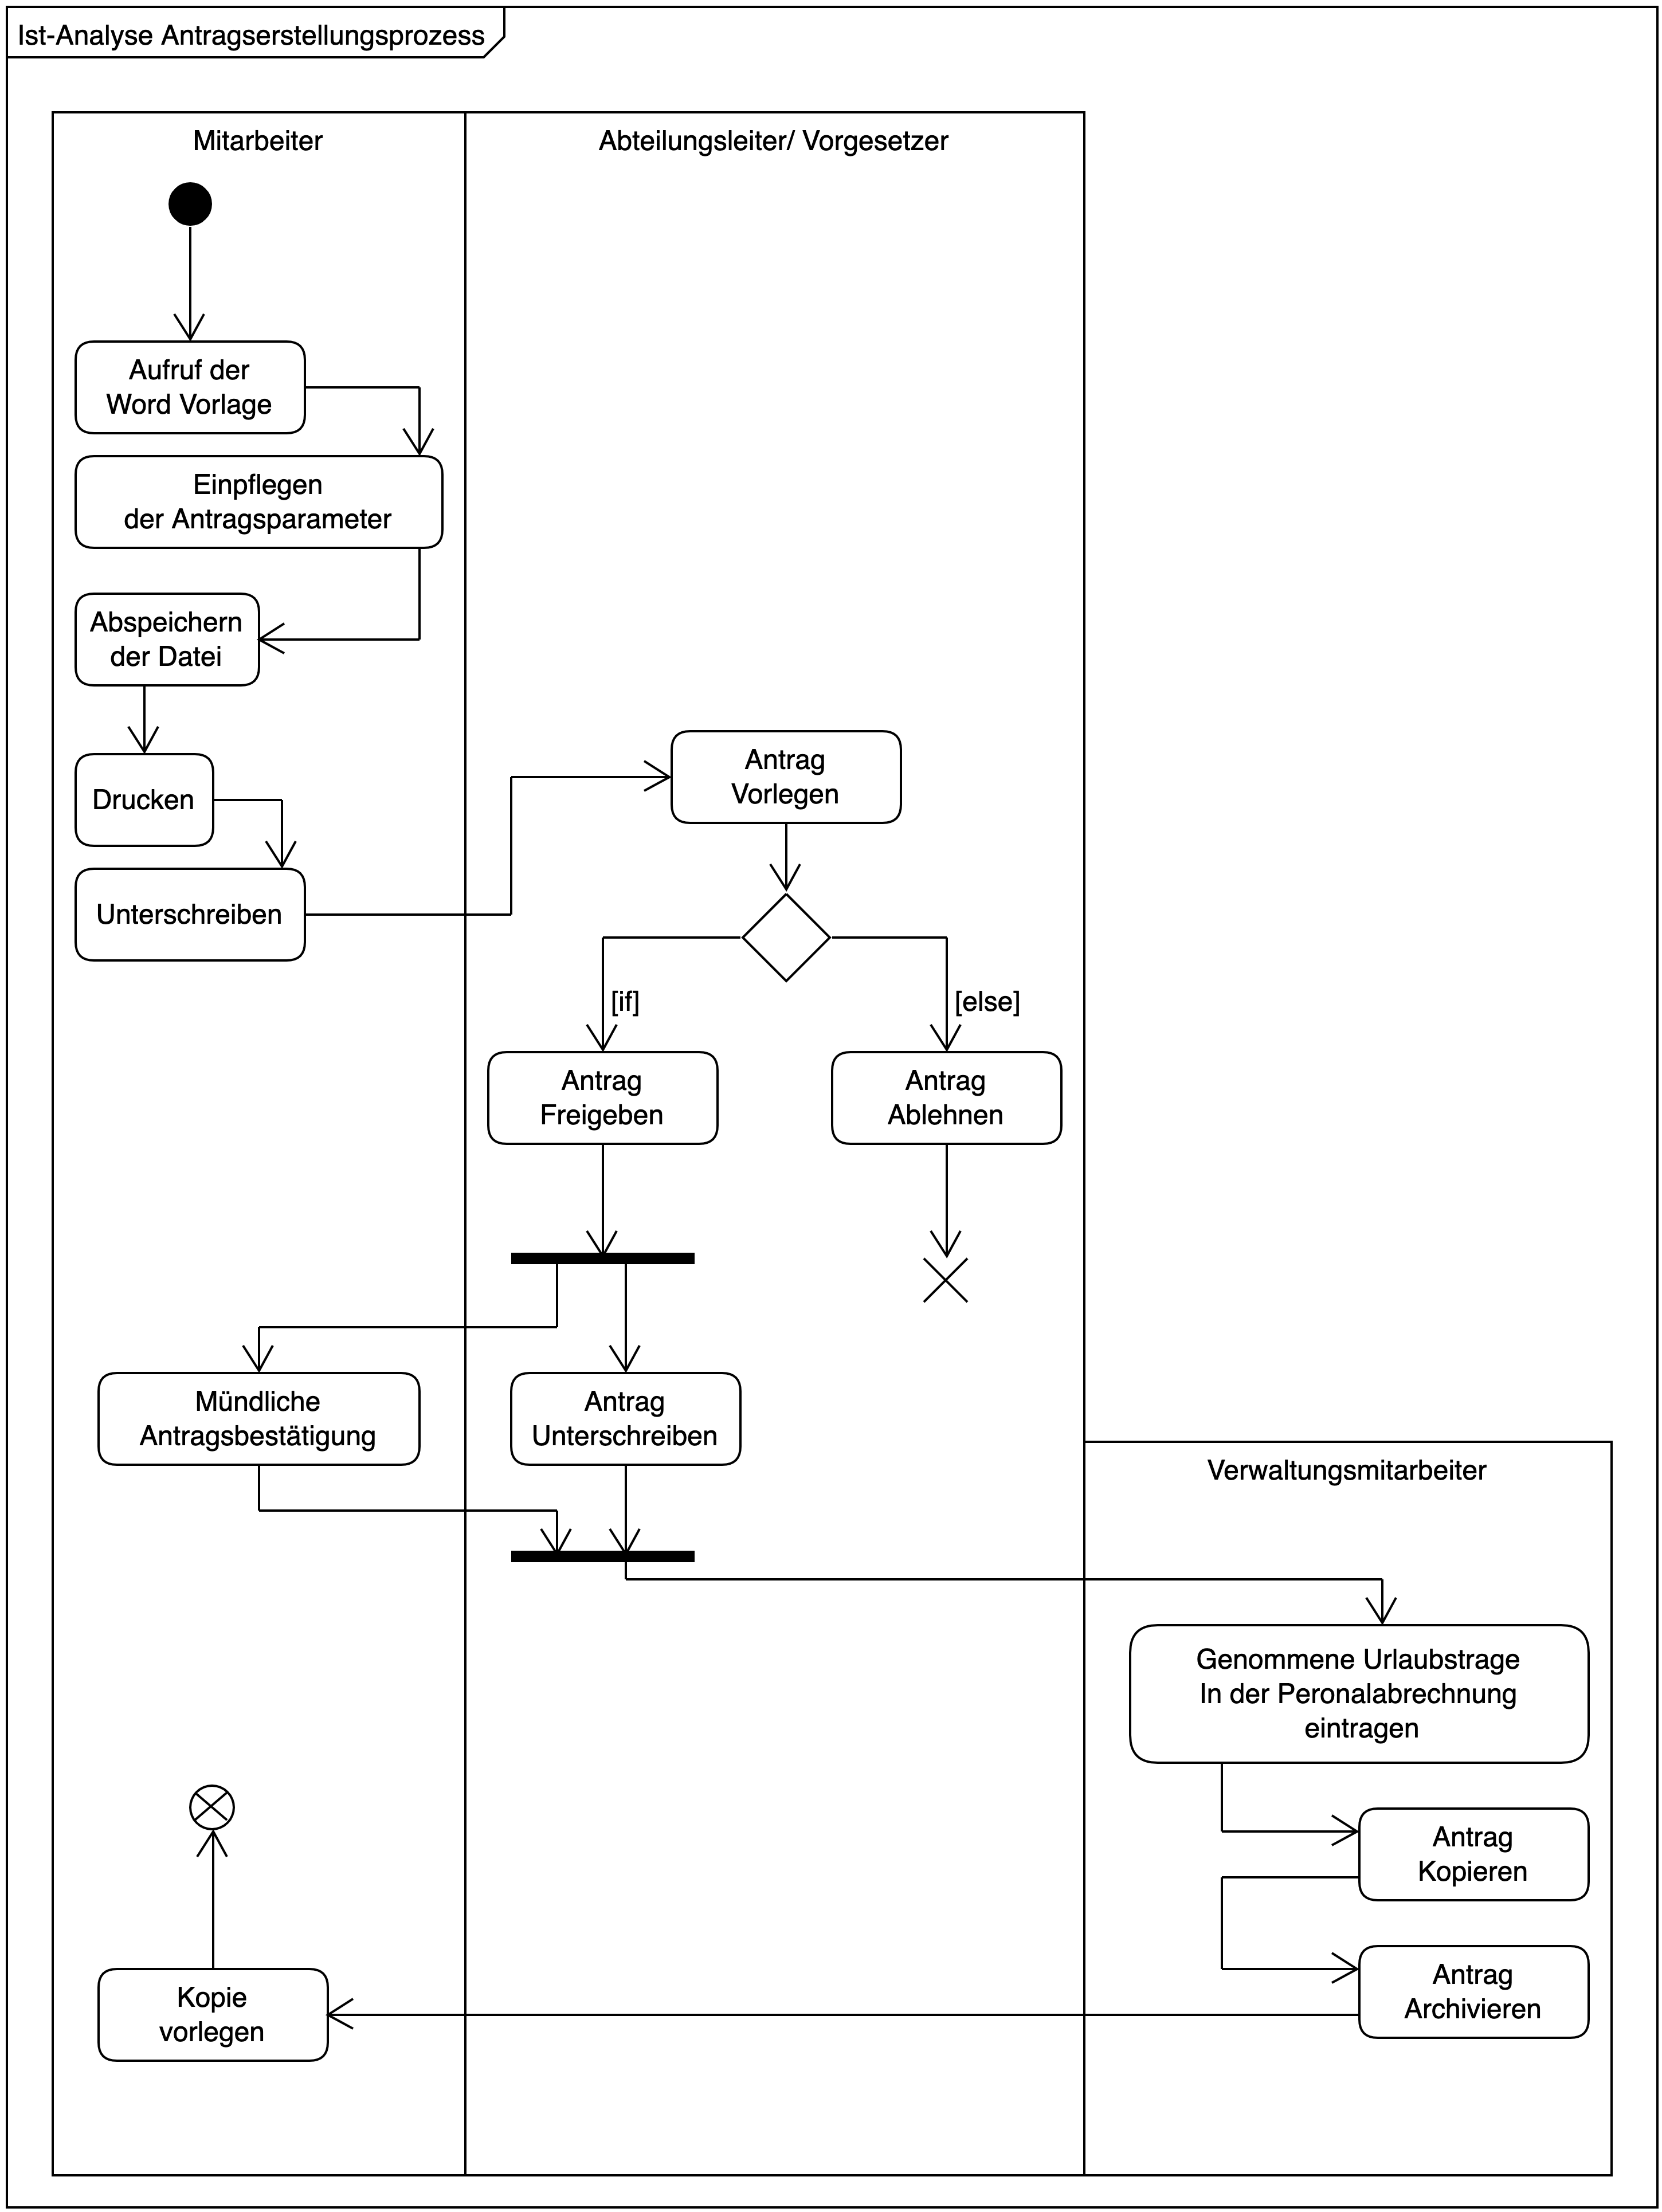 Ist-Analyse Antragserstellungsprozess
Mitarbeiter
Abteilungsleiter/ Vorgesetzer
Aufruf der
Word Vorlage
Einpflegen
der Antragsparameter
Abspeichern
der Datei
Drucken
Unterschreiben
Antrag
Vorlegen
[if]
[else]
Antrag
Freigeben
Antrag
Ablehnen
Mündliche
Antragsbestätigung
Antrag
Unterschreiben
Verwaltungsmitarbeiter
Genommene Urlaubstrage
In der Peronalabrechnung
eintragen
Antrag
Kopieren
Antrag
Archivieren
Kopie
vorlegen